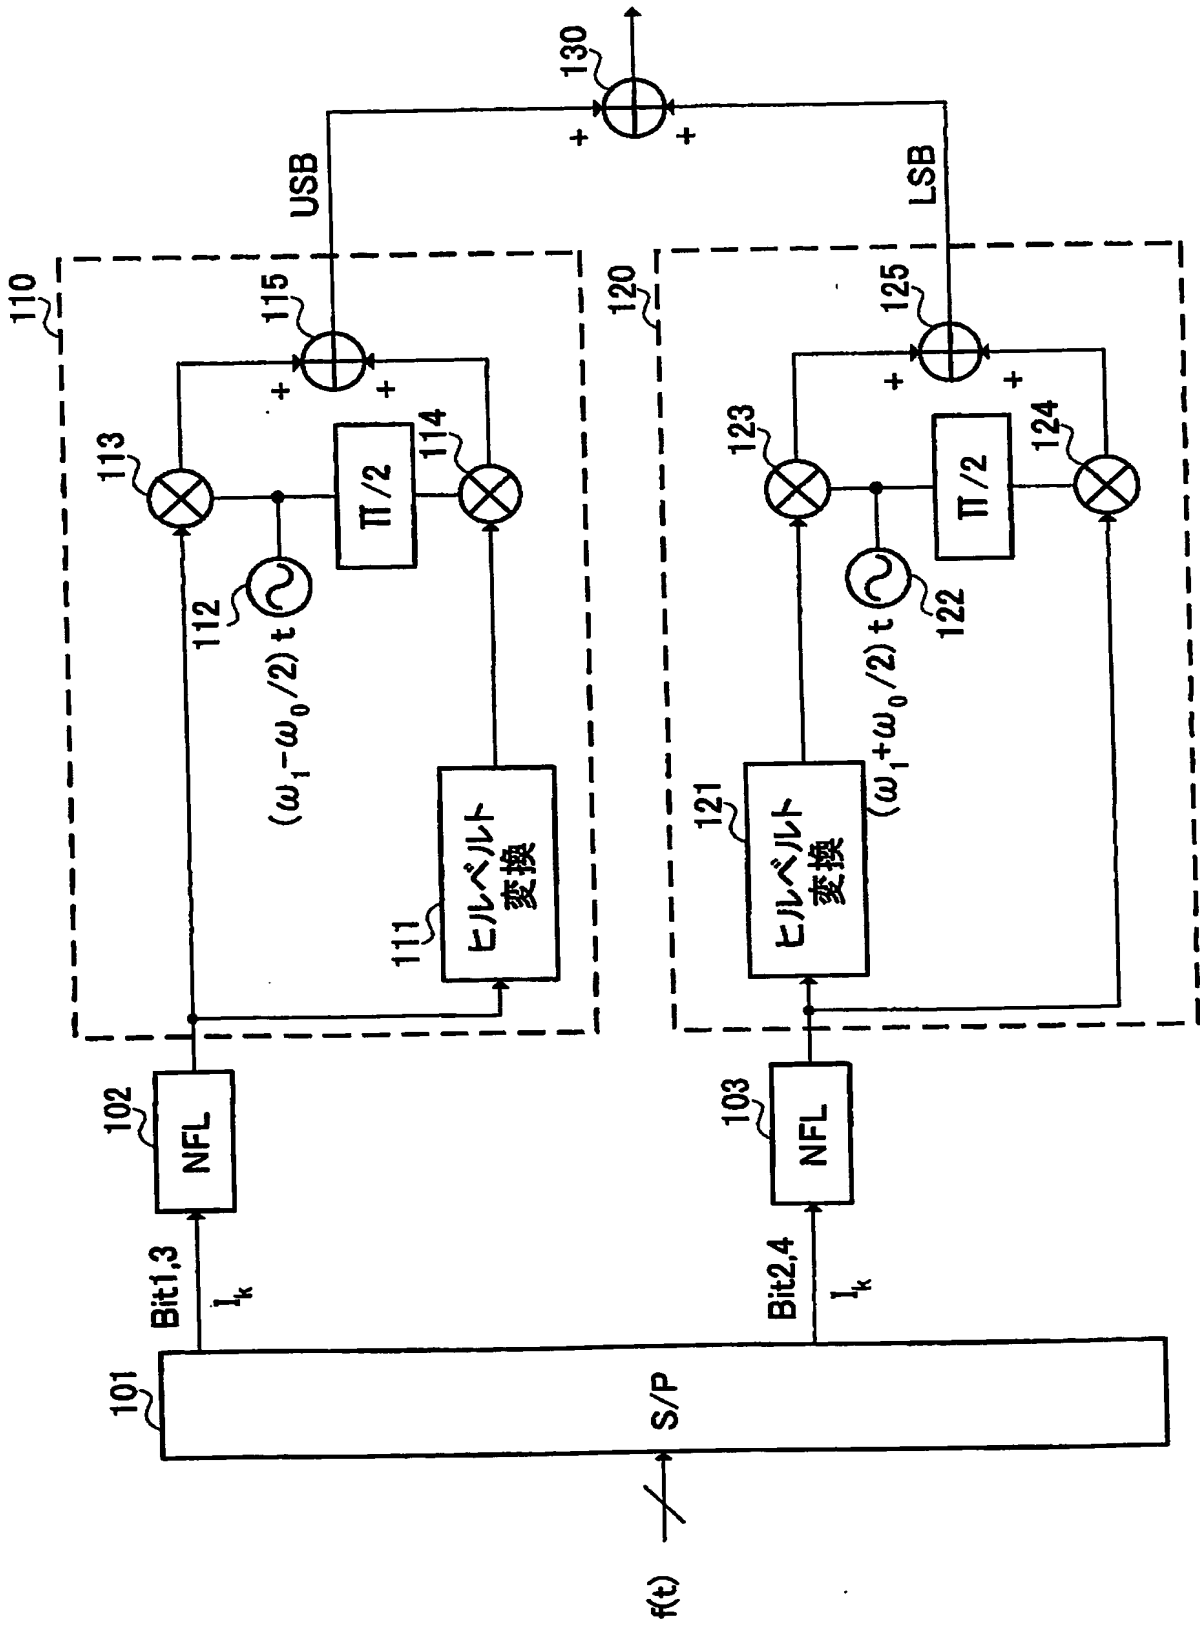 f(t)
101
S/P
Bit1,3
I_k
102
NFL
110
111
ヒルベルト
変換
112
(ω₁-ω₀/2) t
113
π/2
114
115
+
+
USB
Bit2,4
I_k
103
NFL
120
121
ヒルベルト
変換
122
(ω₁+ω₀/2) t
123
π/2
124
125
+
+
LSB
130
+
+